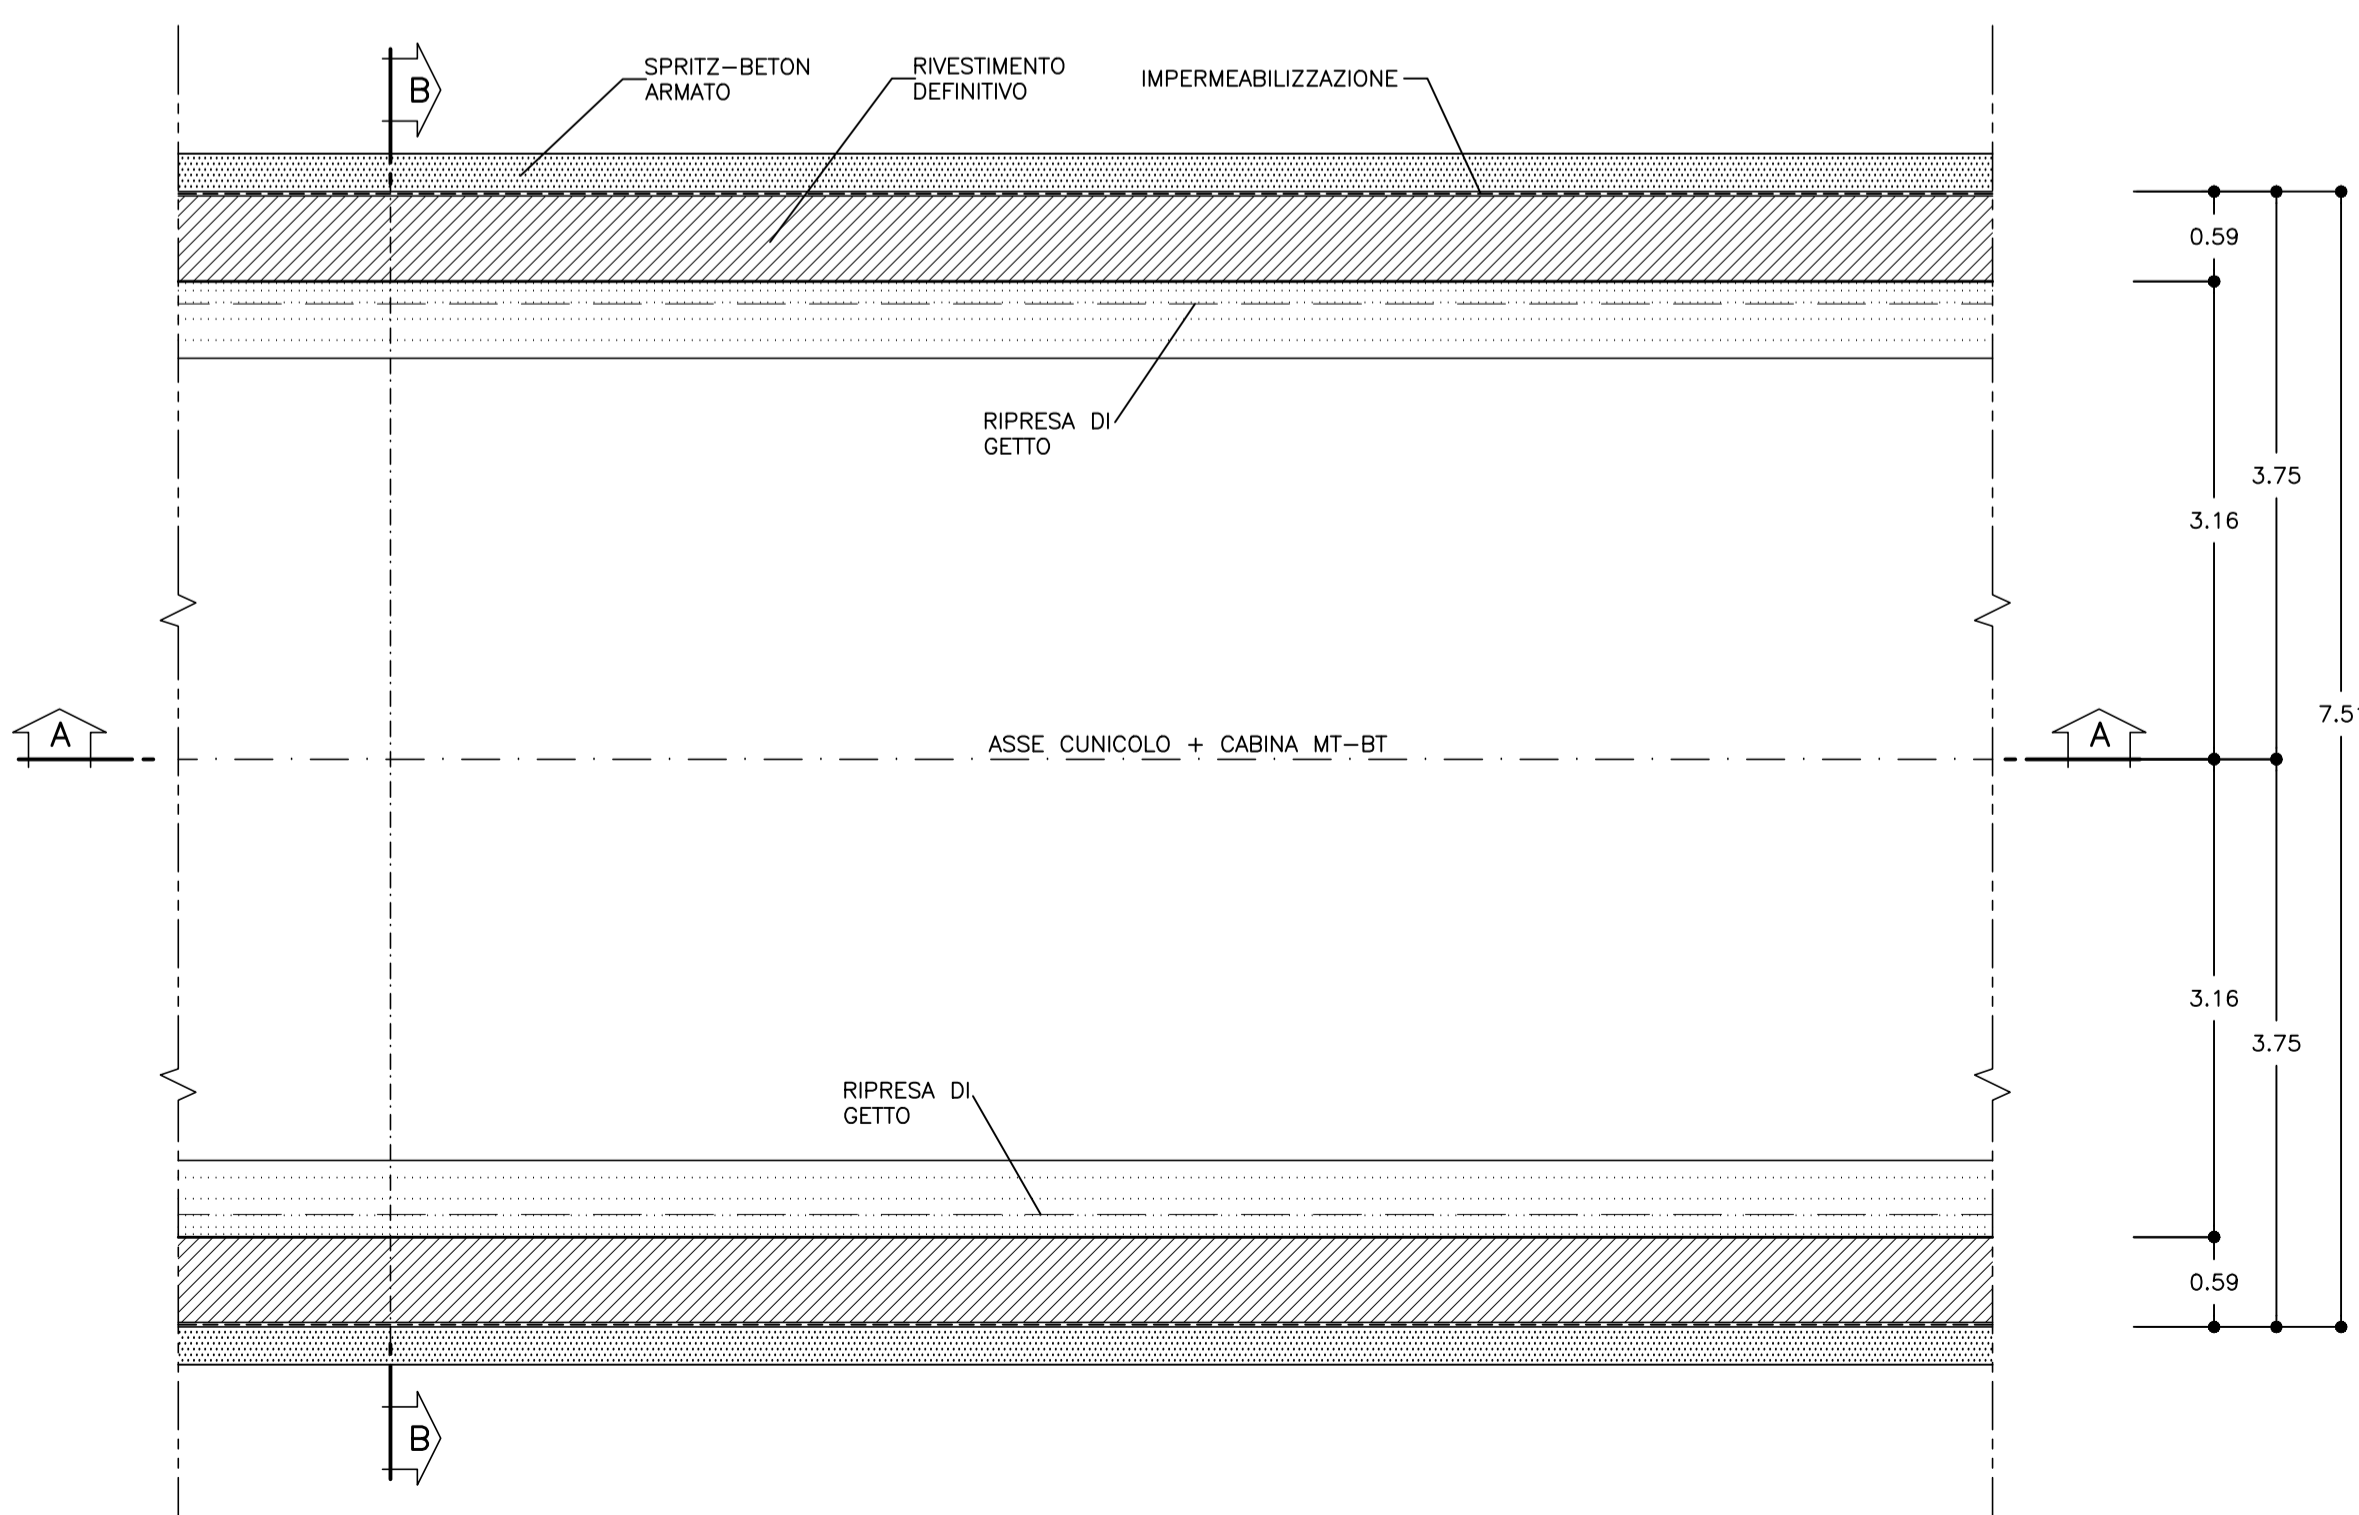 B
SPRITZ-BETON
ARMATO
RIVESTIMENTO
DEFINITIVO
IMPERMEABILIZZAZIONE
0.59
RIPRESA DI
GETTO
3.75
3.16
A
ASSE CUNICOLO + CABINA MT-BT
A
3.16
3.75
RIPRESA DI
GETTO
0.59
B